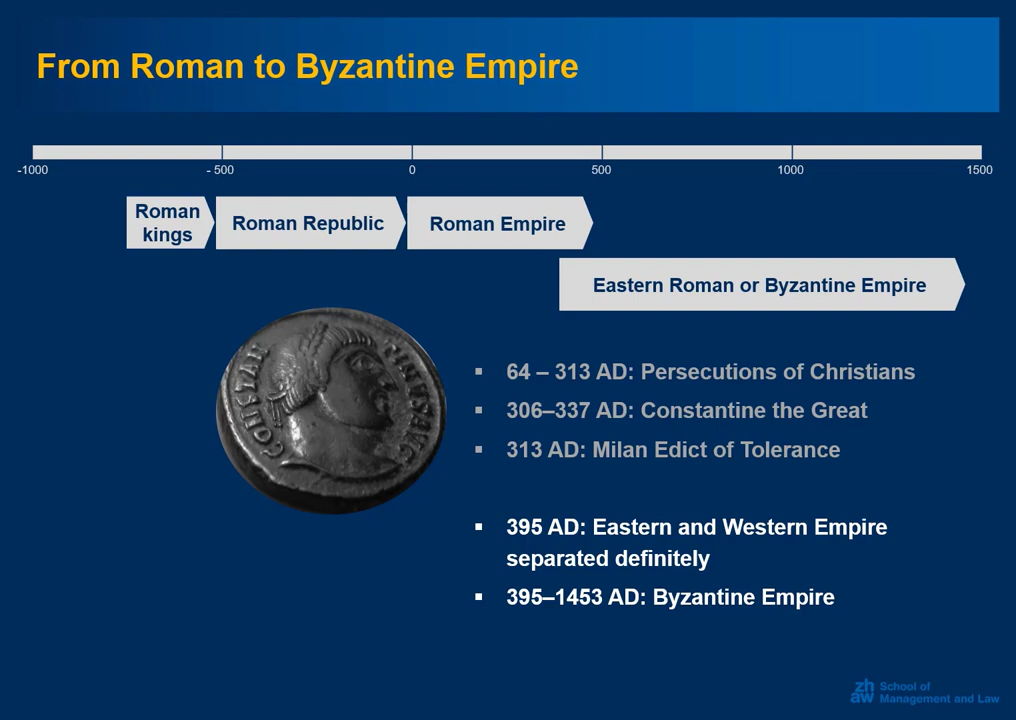 From Roman to Byzantine Empire
-1000
- 500
0
500
1000
1500
Roman
kings
Roman Republic
Roman Empire
Eastern Roman or Byzantine Empire
CONSTAN
TINUS AVG
▪ 64 – 313 AD: Persecutions of Christians
▪ 306–337 AD: Constantine the Great
▪ 313 AD: Milan Edict of Tolerance
▪ 395 AD: Eastern and Western Empire
separated definitely
▪ 395–1453 AD: Byzantine Empire
zh
aw
School of
Management and Law